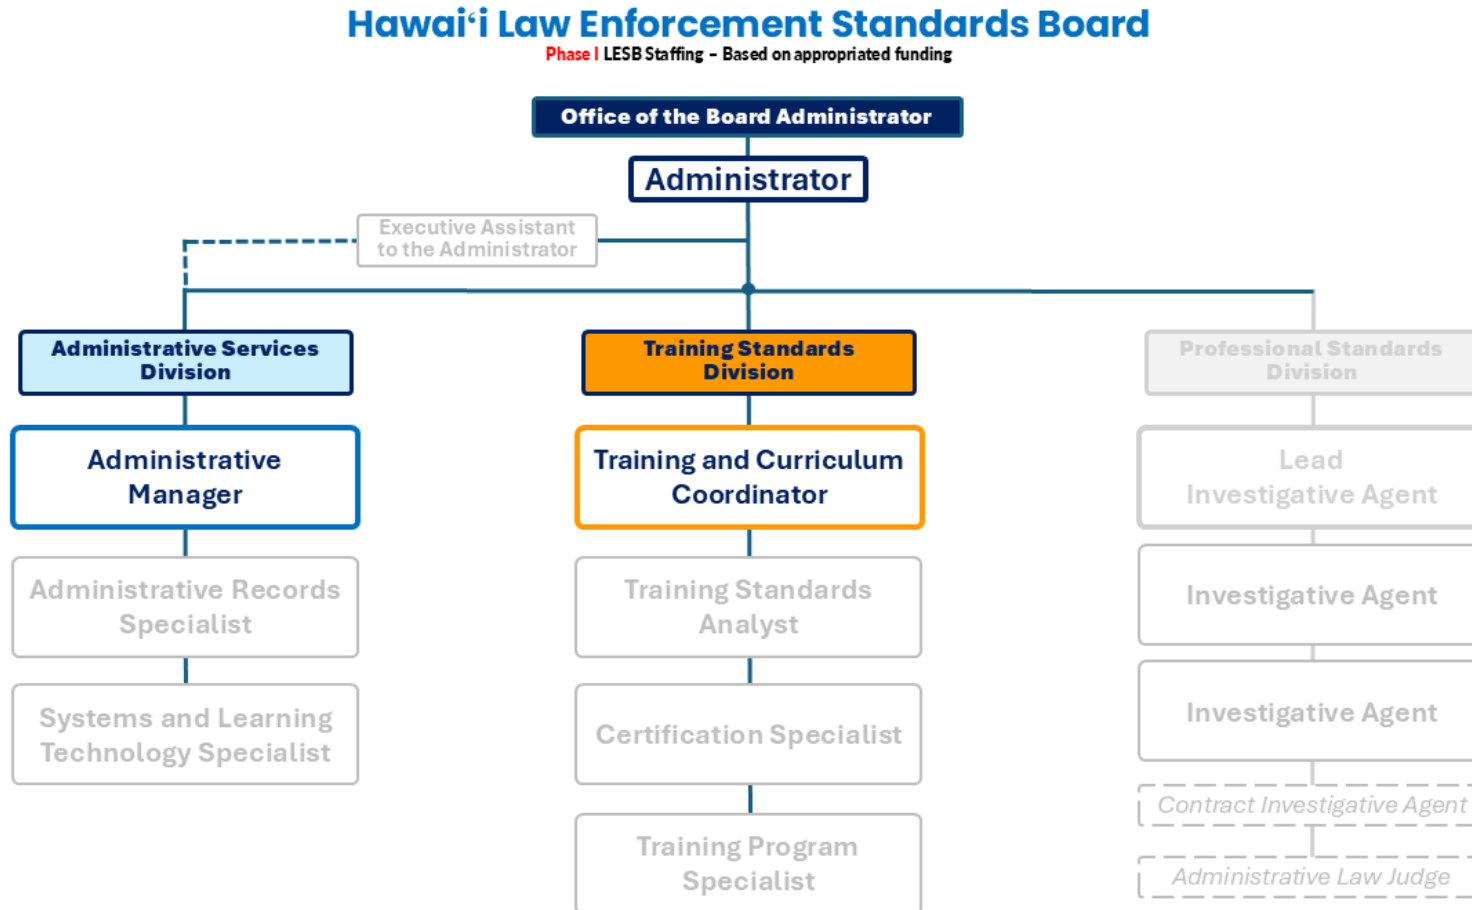 Hawaiʻi Law Enforcement Standards Board
Phase I LESB Staffing – Based on appropriated funding
Office of the Board Administrator
Administrator
Executive Assistant
to the Administrator
Administrative Services
Division
Training Standards
Division
Professional Standards
Division
Administrative
Manager
Training and Curriculum
Coordinator
Lead
Investigative Agent
Administrative Records
Specialist
Training Standards
Analyst
Investigative Agent
Systems and Learning
Technology Specialist
Certification Specialist
Investigative Agent
Contract Investigative Agent
Training Program
Specialist
Administrative Law Judge